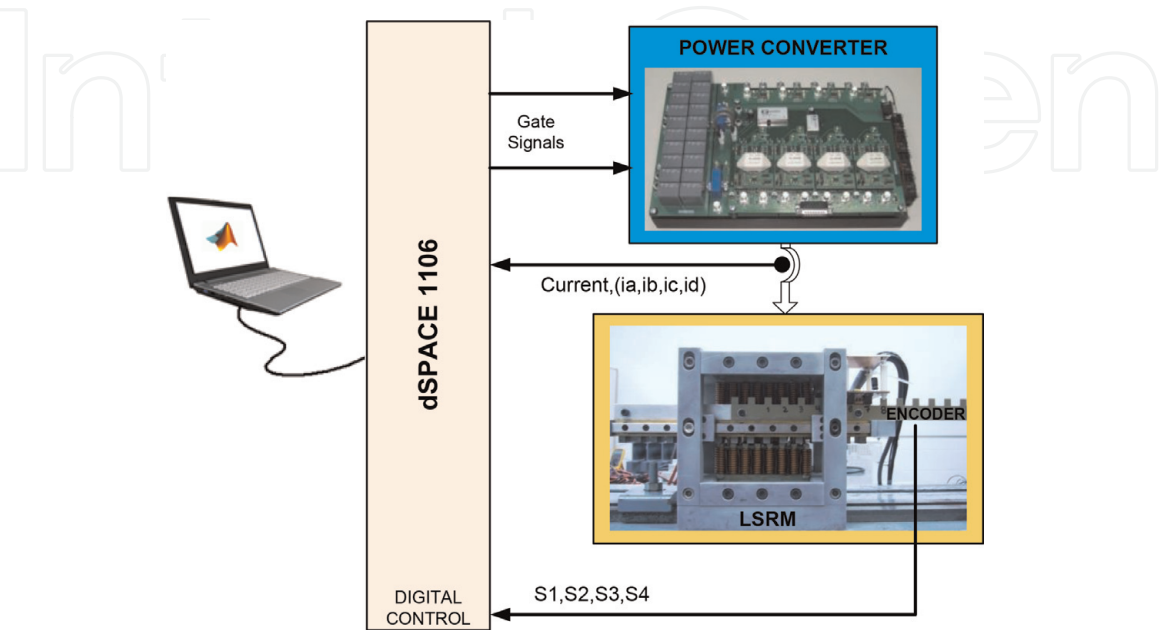 POWER CONVERTER
Gate
Signals
dSPACE 1106
Current,(ia,ib,ic,id)
ENCODER
LSRM
S1,S2,S3,S4
DIGITAL
CONTROL